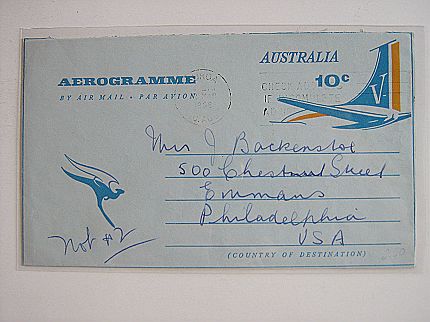 AUSTRALIA
10c
AEROGRAMME
BY AIR MAIL · PAR AVION
V
Mrs J Backenstoe
500 Chestnut Street
Emmans
Philadelphia
USA
(COUNTRY OF DESTINATION)
Not #2